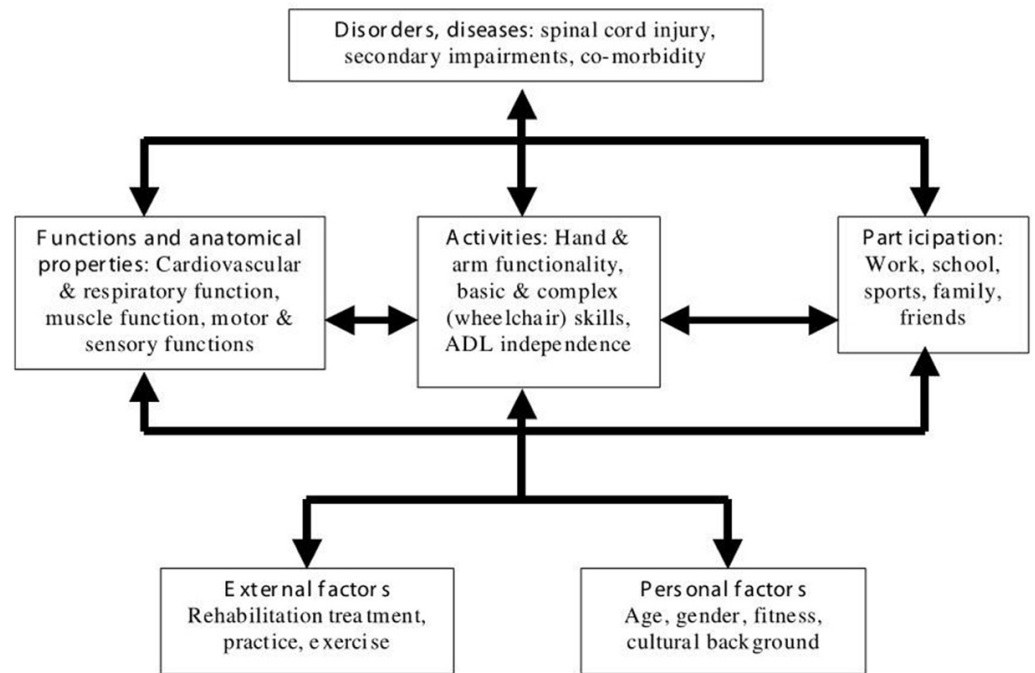 Disorders, diseases: spinal cord injury,
secondary impairments, co-morbidity
Functions and anatomical
properties: Cardiovascular
& respiratory function,
muscle function, motor &
sensory functions
Activities: Hand &
arm functionality,
basic & complex
(wheelchair) skills,
ADL independence
Participation:
Work, school,
sports, family,
friends
External factors
Rehabilitation treatment,
practice, exercise
Personal factors
Age, gender, fitness,
cultural background